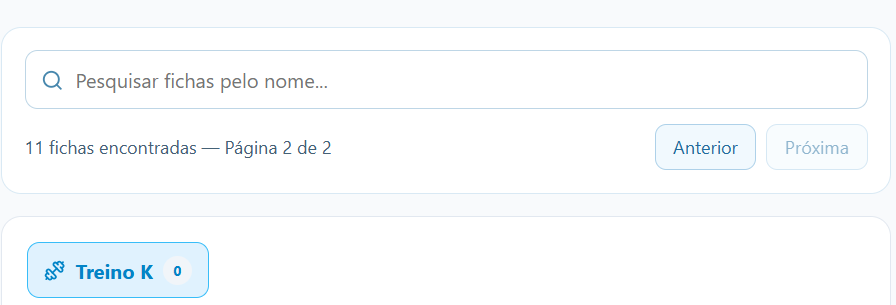 Pesquisar fichas pelo nome...
11 fichas encontradas — Página 2 de 2
Anterior
Próxima
Treino K
0